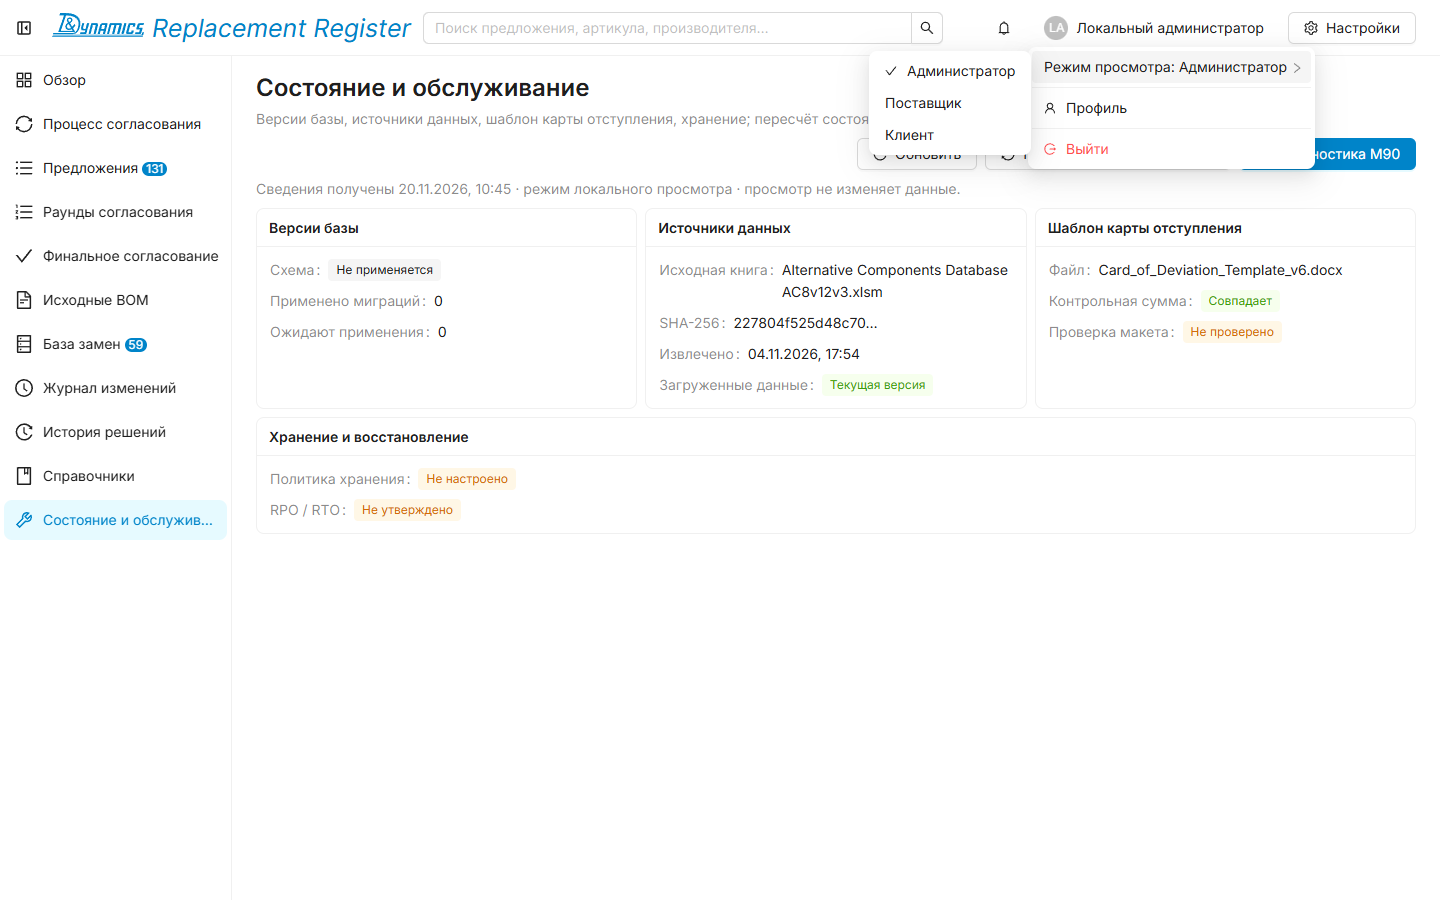 I&Dynamics Replacement Register
Поиск предложения, артикула, производителя...
LA
Локальный администратор
Настройки
Администратор
Поставщик
Клиент
Режим просмотра: Администратор
Профиль
Выйти
Обзор
Процесс согласования
Предложения 131
Раунды согласования
Финальное согласование
Исходные BOM
База замен 59
Журнал изменений
История решений
Справочники
Состояние и обслужив...
Состояние и обслуживание
Версии базы, источники данных, шаблон карты отступления, хранение; пересчёт состоя
Обновить
ностика М90
Сведения получены 20.11.2026, 10:45 · режим локального просмотра · просмотр не изменяет данные.
Версии базы
Схема: Не применяется
Применено миграций: 0
Ожидают применения: 0
Источники данных
Исходная книга: Alternative Components Database
AC8v12v3.xlsm
SHA-256: 227804f525d48c70...
Извлечено: 04.11.2026, 17:54
Загруженные данные: Текущая версия
Шаблон карты отступления
Файл: Card_of_Deviation_Template_v6.docx
Контрольная сумма: Совпадает
Проверка макета: Не проверено
Хранение и восстановление
Политика хранения: Не настроено
RPO / RTO: Не утверждено